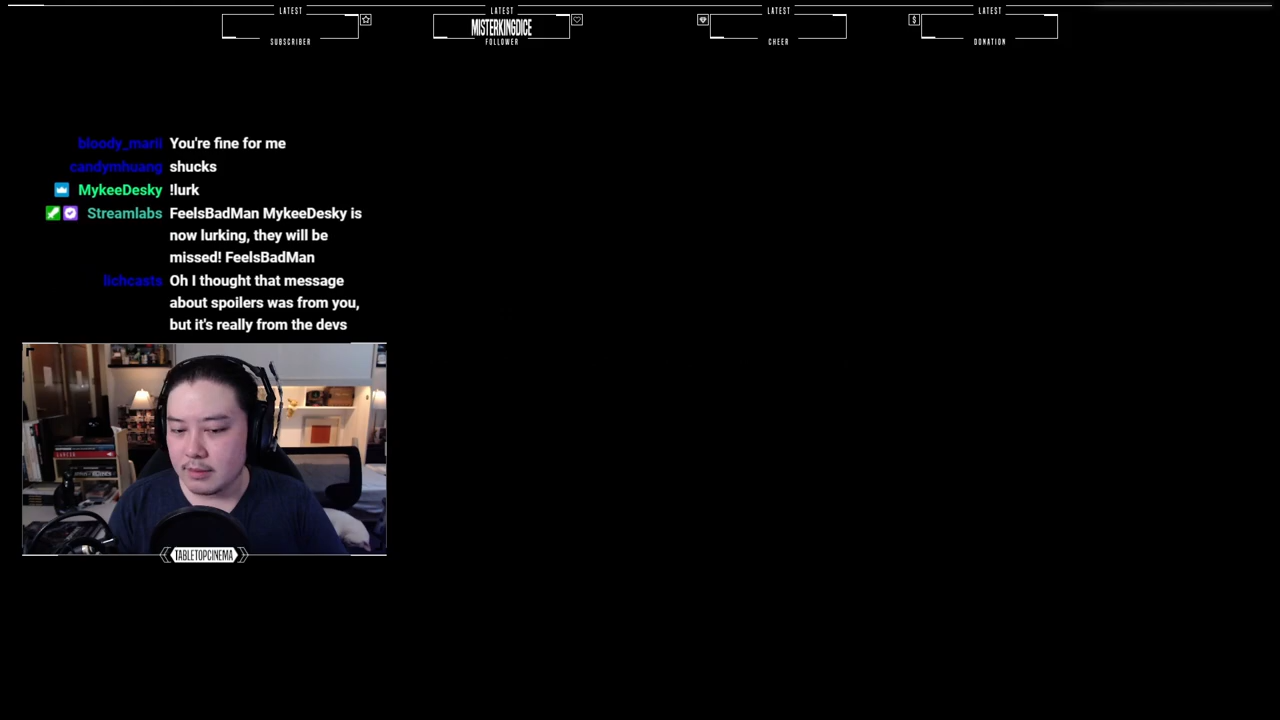 LATEST
LATEST
LATEST
LATEST
MISTERKINGDICE
SUBSCRIBER
FOLLOWER
CHEER
DONATION
bloody_marii You're fine for me
candymhuang shucks
MykeeDesky !lurk
Streamlabs FeelsBadMan MykeeDesky is
now lurking, they will be
missed! FeelsBadMan
lichcasts Oh I thought that message
about spoilers was from you,
but it's really from the devs
LANCER
TABLETOPCINEMA